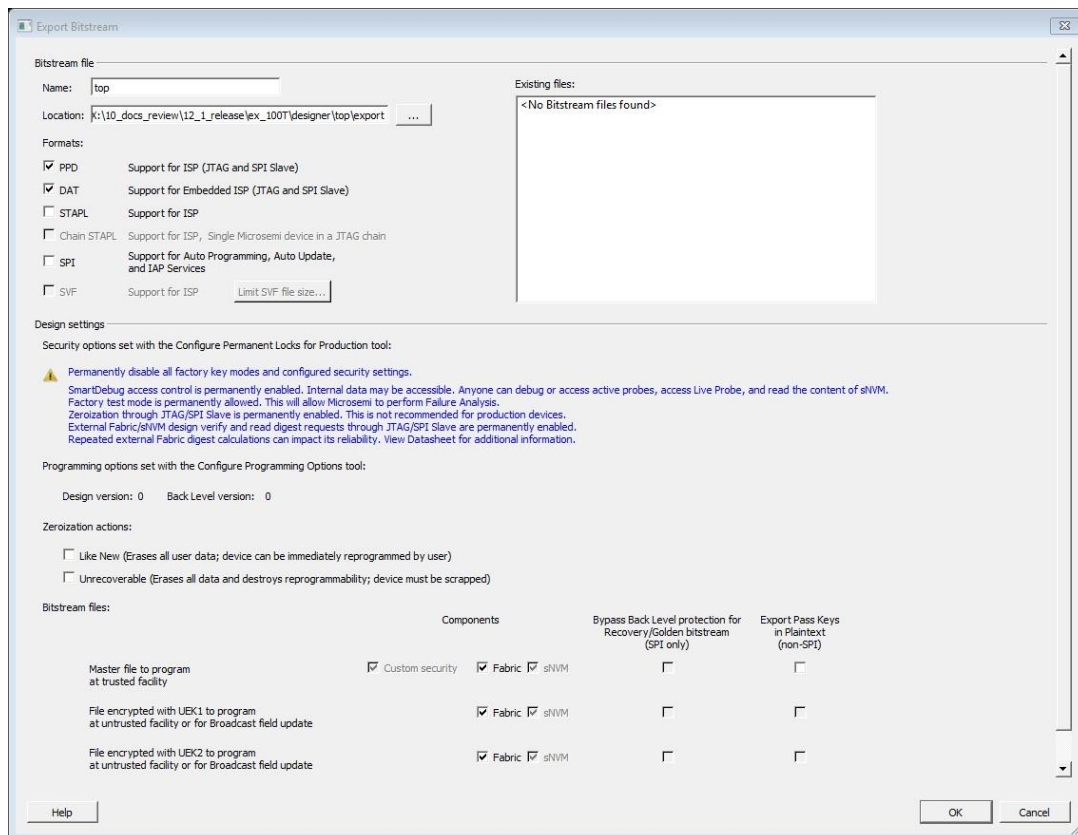 Export Bitstream
Bitstream file
Name: top
Location: X:\10_docs_review\12_1_release\ex_100T\designer\top\export ...
Existing files:
<No Bitstream files found>
Formats:
PPD Support for ISP (JTAG and SPI Slave)
DAT Support for Embedded ISP (JTAG and SPI Slave)
STAPL Support for ISP
Chain STAPL Support for ISP, Single Microsemi device in a JTAG chain
SPI Support for Auto Programming, Auto Update,
and IAP Services
SVF Support for ISP Limit SVF file size...
Design settings
Security options set with the Configure Permanent Locks for Production tool:
Permanently disable all factory key modes and configured security settings.
SmartDebug access control is permanently enabled. Internal data may be accessible. Anyone can debug or access active probes, access Live Probe, and read the content of sNVM.
Factory test mode is permanently allowed. This will allow Microsemi to perform Failure Analysis.
Zeroization through JTAG/SPI Slave is permanently enabled. This is not recommended for production devices.
External Fabric/sNVM design verify and read digest requests through JTAG/SPI Slave are permanently enabled.
Repeated external Fabric digest calculations can impact its reliability. View Datasheet for additional information.
Programming options set with the Configure Programming Options tool:
Design version: 0 Back Level version: 0
Zeroization actions:
Like New (Erases all user data; device can be immediately reprogrammed by user)
Unrecoverable (Erases all data and destroys reprogrammability; device must be scrapped)
Bitstream files:
Components
Bypass Back Level protection for
Recovery/Golden bitstream
(SPI only)
Export Pass Keys
in Plaintext
(non-SPI)
Master file to program
at trusted facility
Custom security Fabric sNVM
File encrypted with UEK1 to program
at untrusted facility or for Broadcast field update
Fabric sNVM
File encrypted with UEK2 to program
at untrusted facility or for Broadcast field update
Fabric sNVM
Help OK Cancel